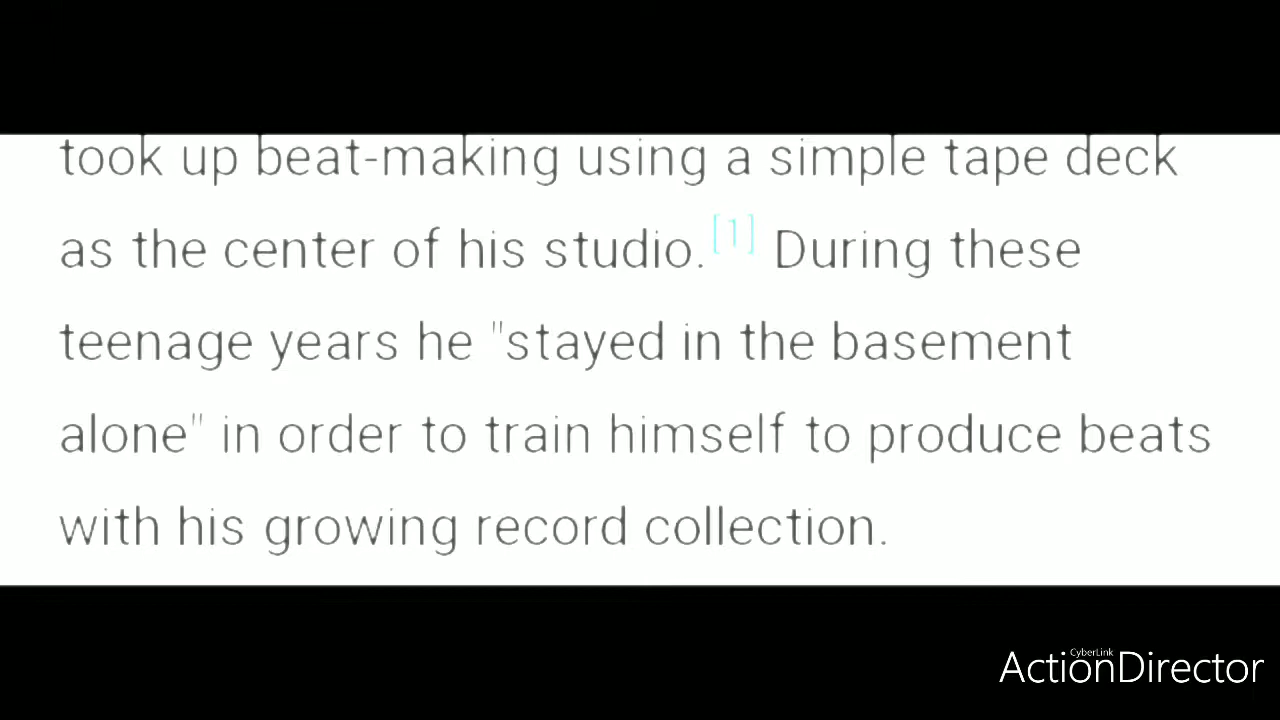 took up beat-making using a simple tape deck
as the center of his studio.[1] During these
teenage years he "stayed in the basement
alone" in order to train himself to produce beats
with his growing record collection.
CyberLink
ActionDirector